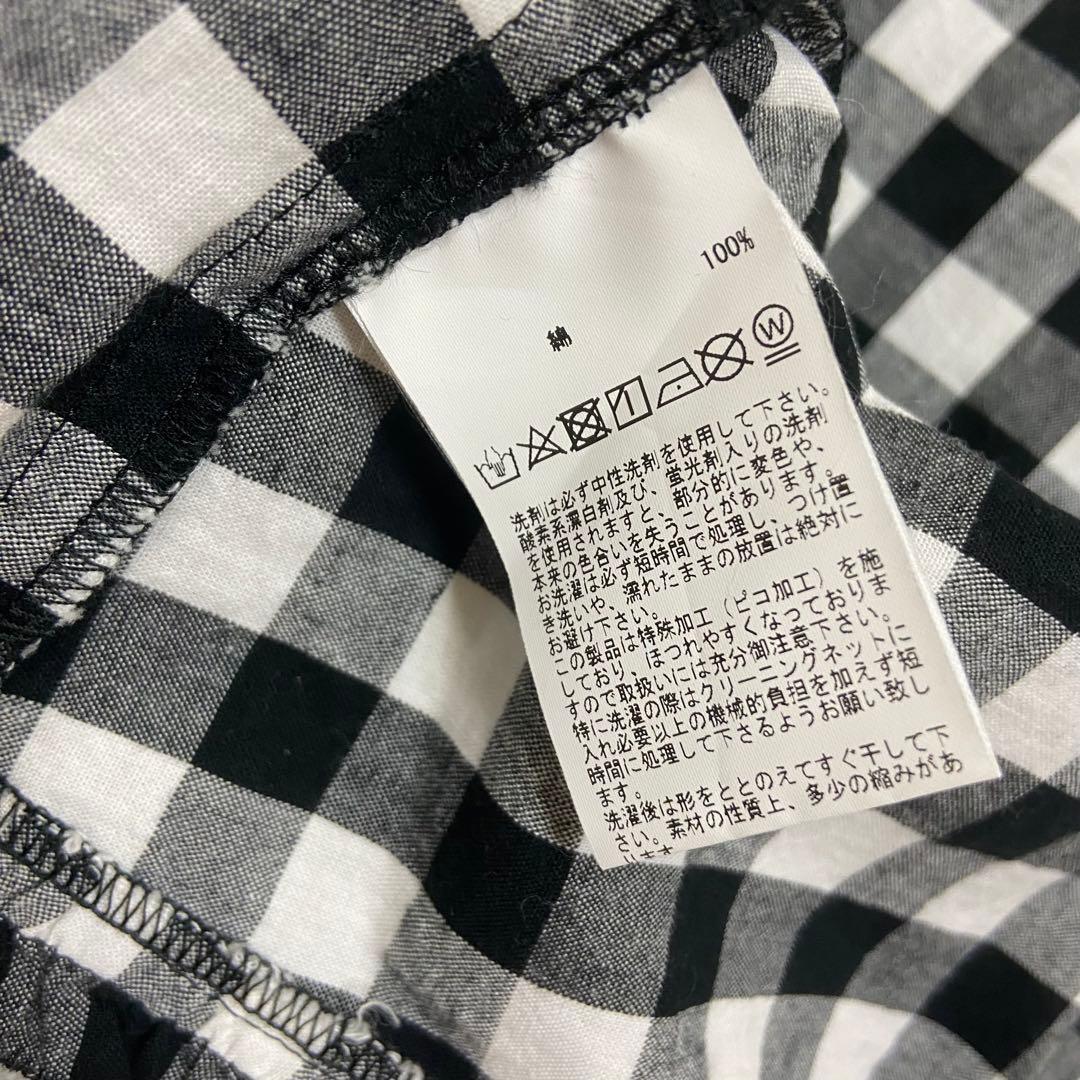 綿 100%
W
洗剤は必ず中性洗剤を使用して下さい。
酸素系漂白剤及び、蛍光剤入りの洗剤
を使用されますと、部分的に変色や、
本来の色合いを失うことがあります。
お洗濯は必ず短時間で処理し、つけ置
き洗いや、濡れたままの放置は絶対に
お避け下さい。
この製品は特殊加工（ピコ加工）を施
しており、ほつれやすくなっておりま
すので取扱いには充分御注意下さい。
特に洗濯の際はクリーニングネットに
入れ必要以上の機械的負担を加えず短
時間に処理して下さるようお願い致し
ます。
洗濯後は形をととのえてすぐ干して下
さい。素材の性質上、多少の縮みがあ
ります